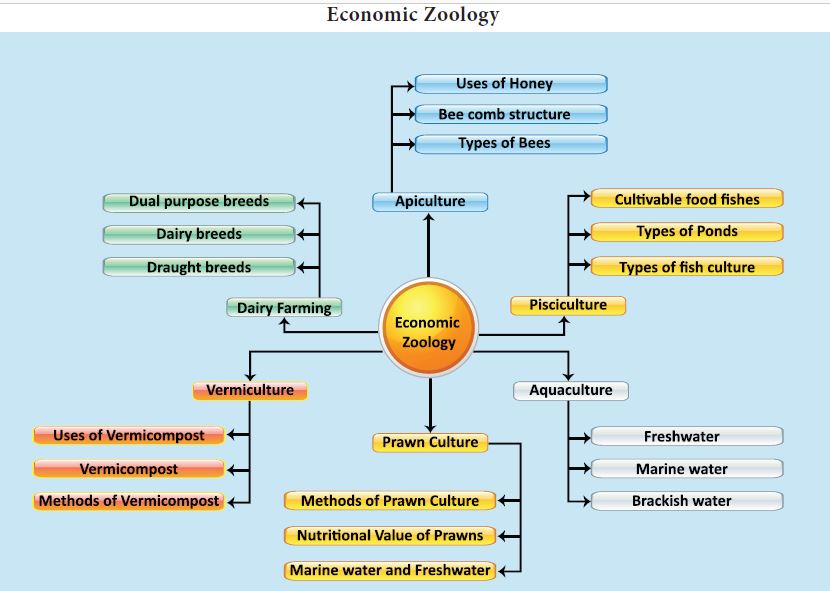 Economic Zoology
Uses of Honey
Bee comb structure
Types of Bees
Apiculture
Dual purpose breeds
Dairy breeds
Draught breeds
Dairy Farming
Cultivable food fishes
Types of Ponds
Types of fish culture
Pisciculture
Economic
Zoology
Vermiculture
Uses of Vermicompost
Vermicompost
Methods of Vermicompost
Prawn Culture
Methods of Prawn Culture
Nutritional Value of Prawns
Marine water and Freshwater
Aquaculture
Freshwater
Marine water
Brackish water